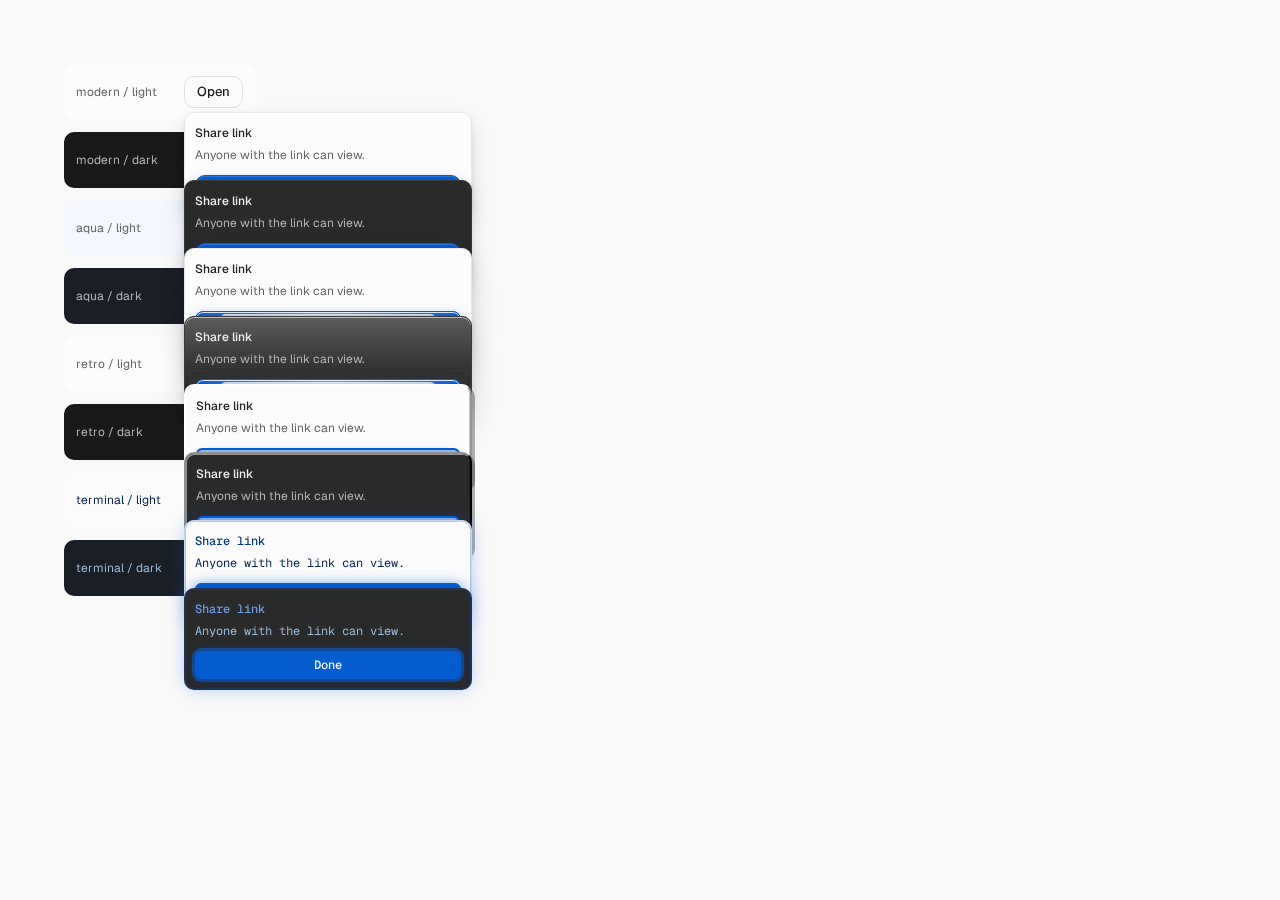 modern / light
Open
Share link
Anyone with the link can view.
modern / dark
Share link
Anyone with the link can view.
aqua / light
Share link
Anyone with the link can view.
aqua / dark
Share link
Anyone with the link can view.
retro / light
Share link
Anyone with the link can view.
retro / dark
Share link
Anyone with the link can view.
terminal / light
Share link
Anyone with the link can view.
terminal / dark
Share link
Anyone with the link can view.
Done